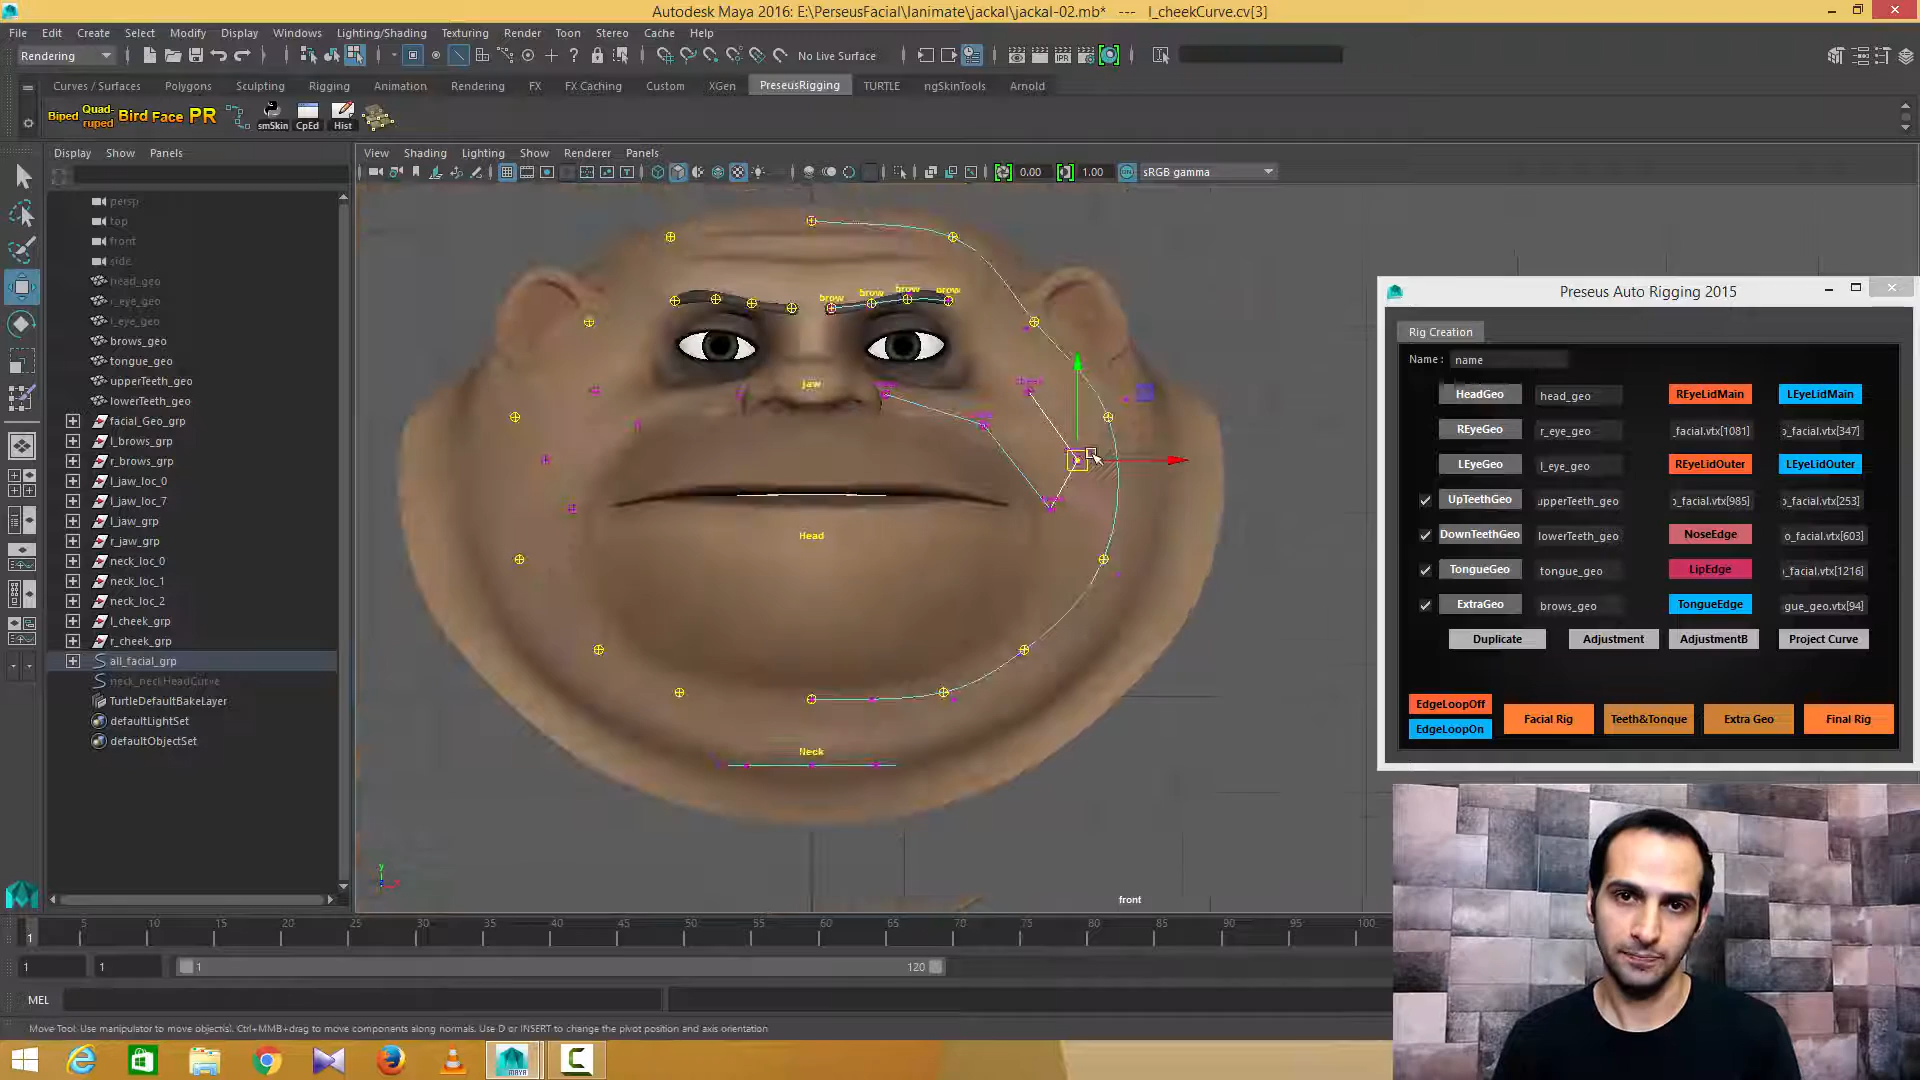 Autodesk Maya 2016: E:\PerseusFacial\Ianimate\jackal\jackal-02.mb*   ---   l_cheekCurve.cv[3]
File Edit Create Select Modify Display Windows Lighting/Shading Texturing Render Toon Stereo Cache Help
Rendering
No Live Surface
Curves / Surfaces Polygons Sculpting Rigging Animation Rendering FX FX Caching Custom XGen PreseusRigging TURTLE ngSkinTools Arnold
Biped Quad-ruped Bird Face PR smSkin CpEd Hist
Display Show Panels
View Shading Lighting Show Renderer Panels
0.00 1.00 sRGB gamma
persp
top
front
side
head_geo
r_eye_geo
l_eye_geo
brows_geo
tongue_geo
upperTeeth_geo
lowerTeeth_geo
facial_Geo_grp
l_brows_grp
r_brows_grp
l_jaw_loc_0
l_jaw_loc_7
l_jaw_grp
r_jaw_grp
neck_loc_0
neck_loc_1
neck_loc_2
l_cheek_grp
r_cheek_grp
all_facial_grp
neck_neckHeadCurve
TurtleDefaultBakeLayer
defaultLightSet
defaultObjectSet
brow brow brow brow
jaw
Head
Neck
front
y
Preseus Auto Rigging 2015
Rig Creation
Name: name
HeadGeo head_geo REyeLidMain LEyeLidMain
REyeGeo r_eye_geo _facial.vtx[1081] o_facial.vtx[347]
LEyeGeo l_eye_geo REyeLidOuter LEyeLidOuter
UpTeethGeo upperTeeth_geo o_facial.vtx[985] o_facial.vtx[253]
DownTeethGeo lowerTeeth_geo NoseEdge o_facial.vtx[603]
TongueGeo tongue_geo LipEdge _facial.vtx[1216]
ExtraGeo brows_geo TongueEdge gue_geo.vtx[94]
Duplicate Adjustment AdjustmentB Project Curve
EdgeLoopOff
EdgeLoopOn
Facial Rig Teeth&Tonque Extra Geo Final Rig
1 5 10 15 20 25 30 35 40 45 50 55 60 65 70 75 80 85 90 95 100
1 1 1 120
MEL
Move Tool: Use manipulator to move object(s). Ctrl+MMB+drag to move components along normals. Use D or INSERT to change the pivot position and axis orientation
MAYA